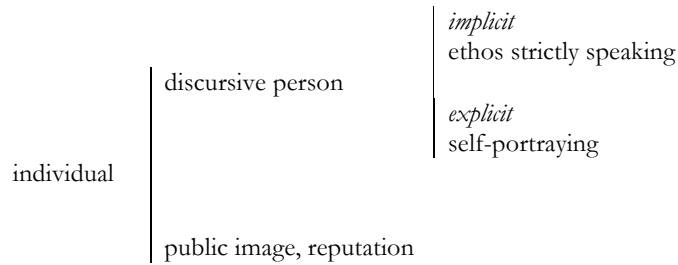 implicit
ethos strictly speaking
discursive person
explicit
self-portraying
individual
public image, reputation